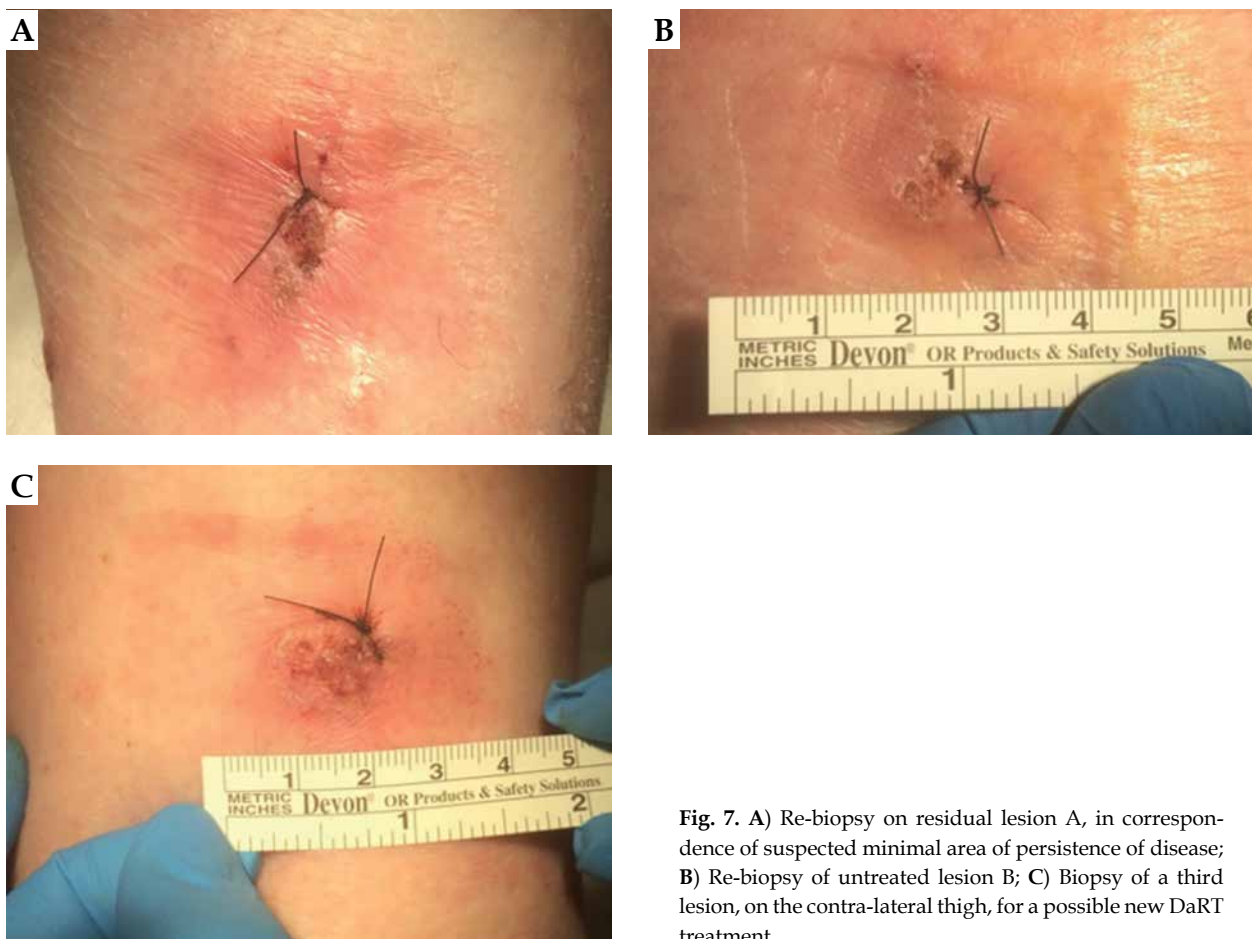 A
B
1 2 3 4 5 6
METRIC
INCHES Devon® OR Products & Safety Solutions Me
1
C
1 2 3 4 5
METRIC
INCHES Devon® OR Products & Safety Solutions
1 2
Fig. 7. A) Re-biopsy on residual lesion A, in correspon-
dence of suspected minimal area of persistence of disease;
B) Re-biopsy of untreated lesion B; C) Biopsy of a third
lesion, on the contra-lateral thigh, for a possible new DaRT
treatment